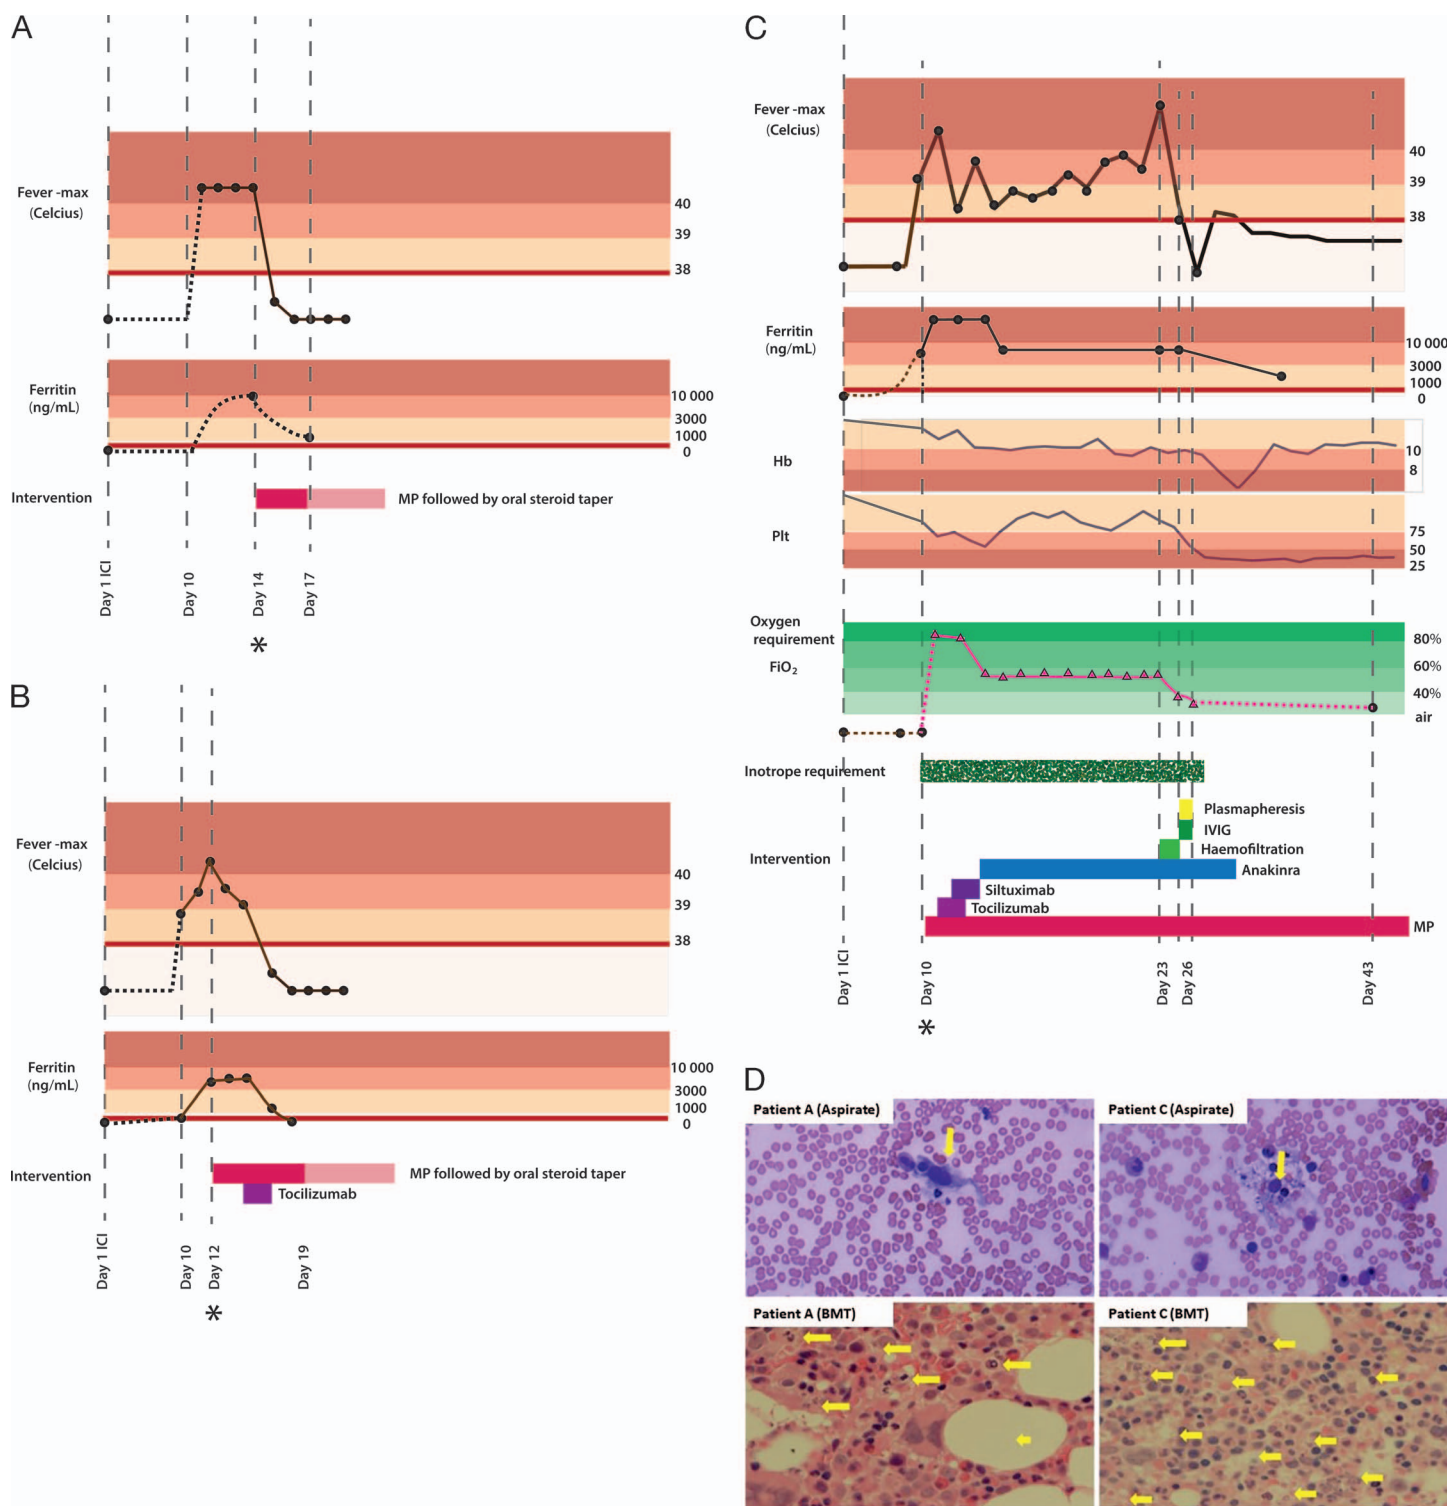 A
Fever -max
(Celcius)
40
39
38
Ferritin
(ng/mL)
10 000
3000
1000
0
Intervention
MP followed by oral steroid taper
Day 1 ICI
Day 10
Day 14
Day 17
*
B
Fever -max
(Celcius)
40
39
38
Ferritin
(ng/mL)
10 000
3000
1000
0
Intervention
MP followed by oral steroid taper
Tocilizumab
Day 1 ICI
Day 10
Day 12
Day 19
*
C
Fever -max
(Celcius)
40
39
38
Ferritin
(ng/mL)
10 000
3000
1000
0
Hb
10
8
Plt
75
50
25
Oxygen
requirement
FiO2
80%
60%
40%
air
Inotrope requirement
Intervention
Plasmapheresis
IVIG
Haemofiltration
Anakinra
Siltuximab
Tocilizumab
MP
Day 1 ICI
Day 10
Day 23
Day 26
Day 43
*
D
Patient A (Aspirate)
Patient C (Aspirate)
Patient A (BMT)
Patient C (BMT)